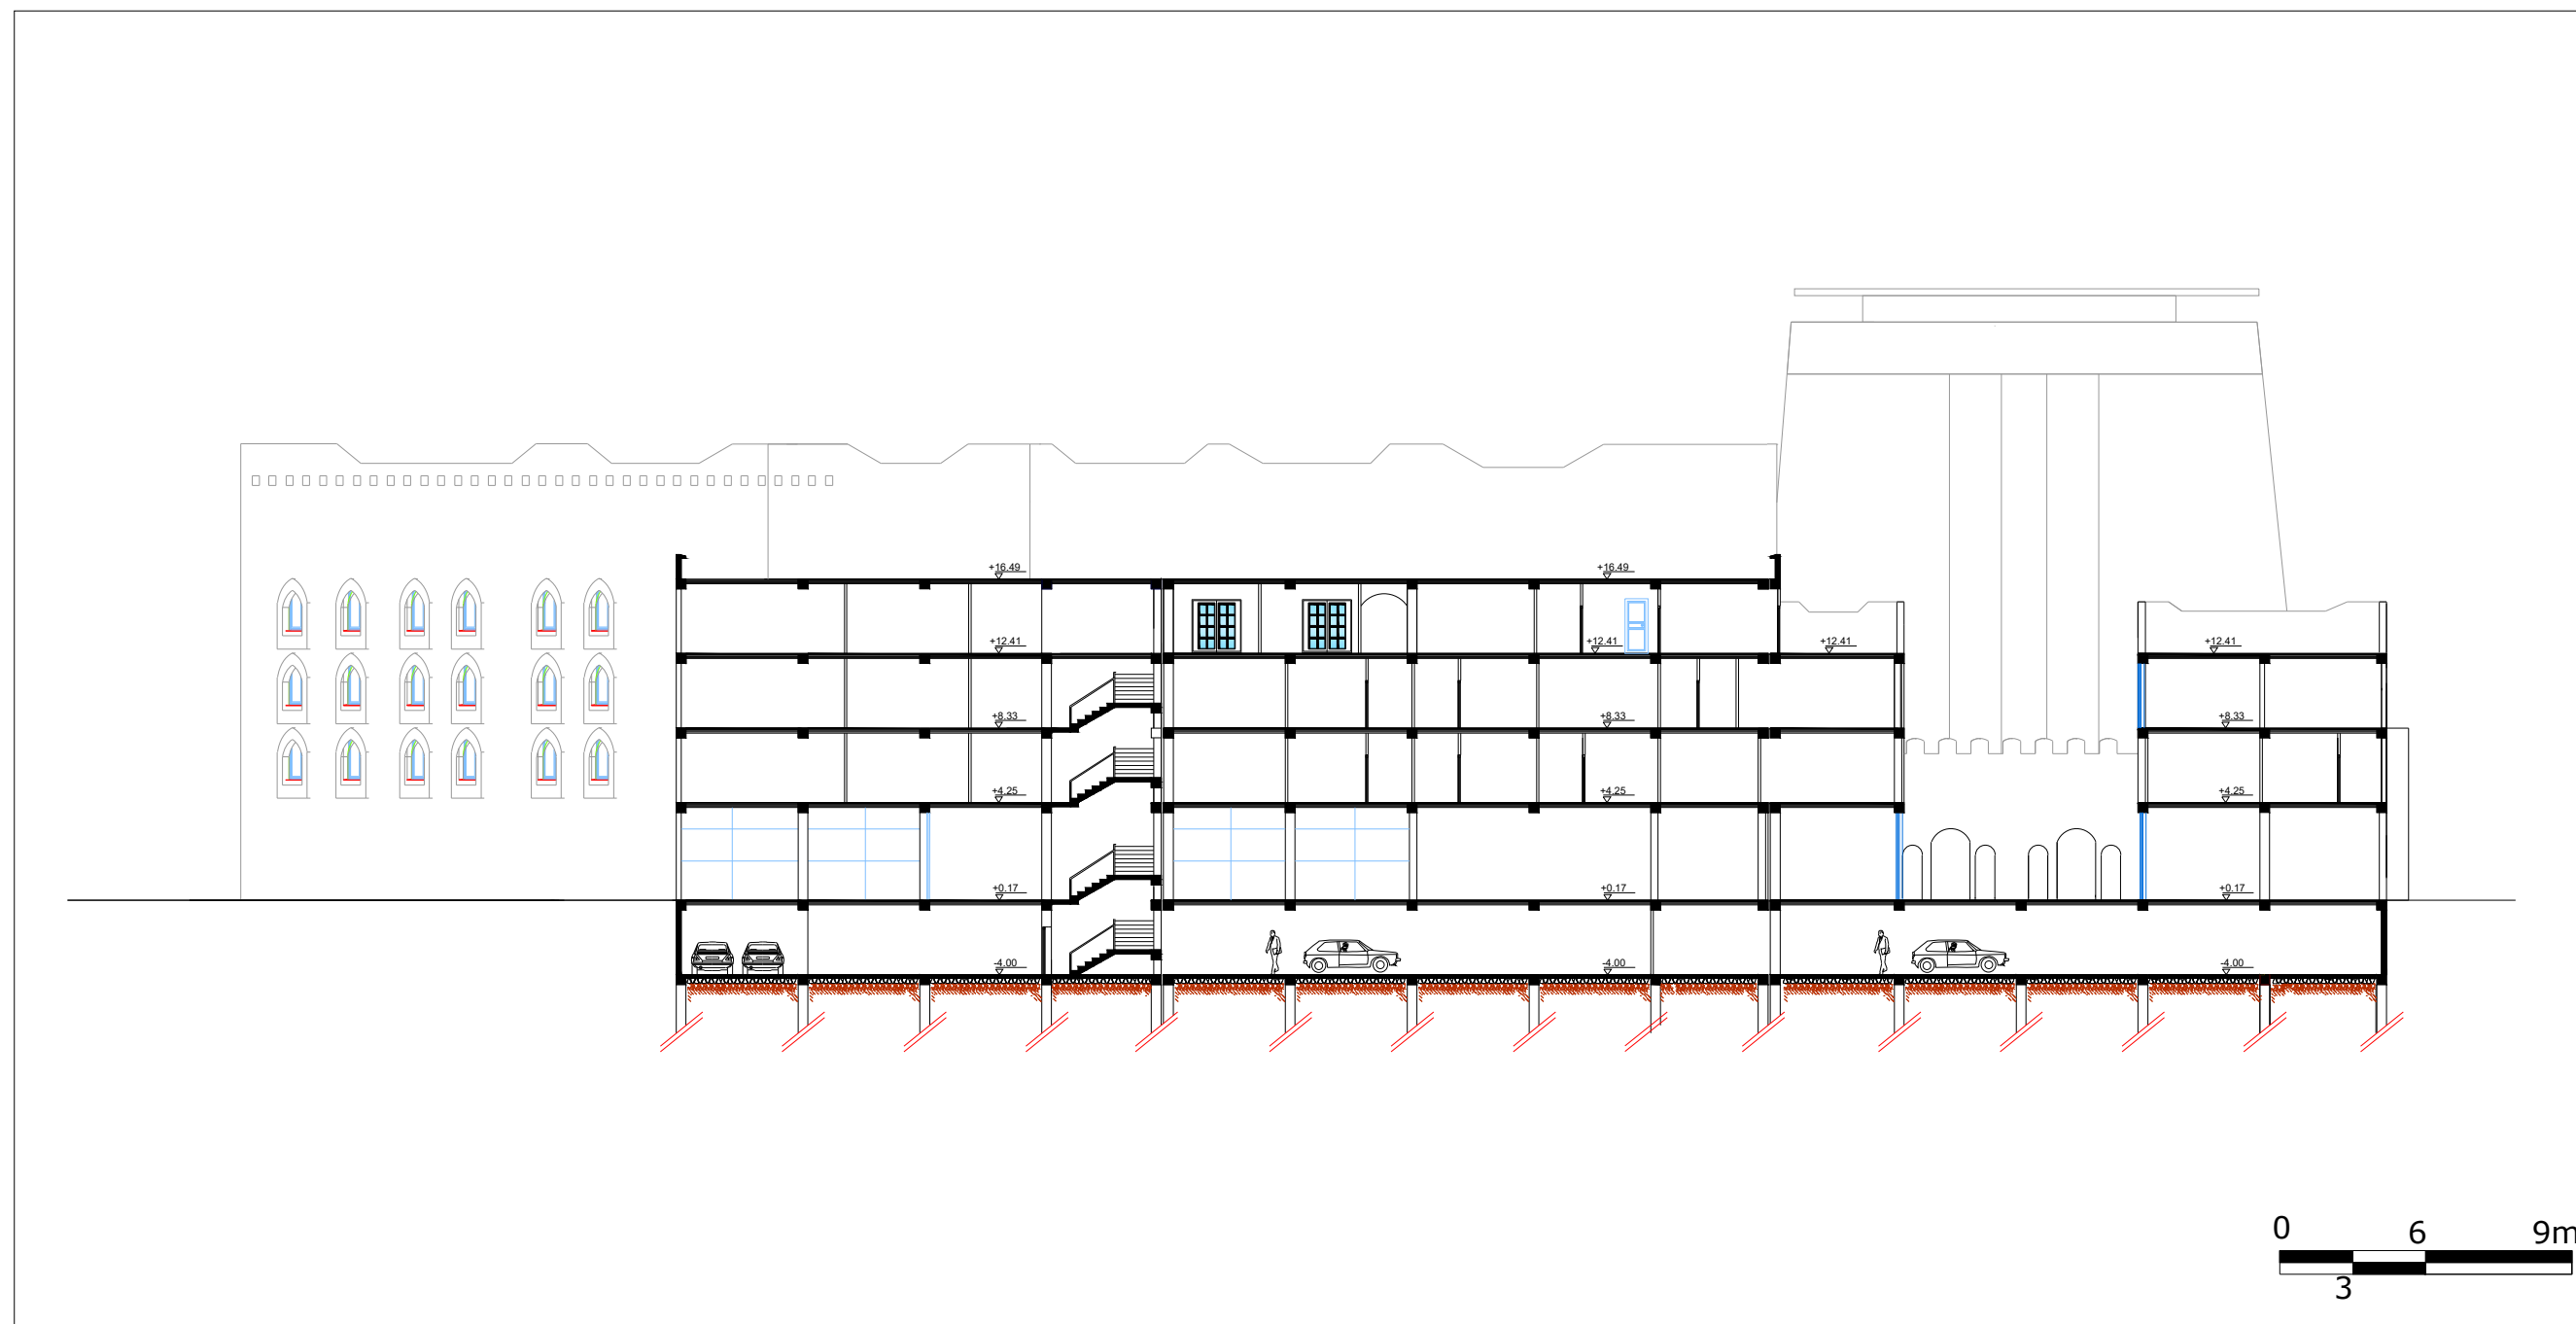 +16.49 +16.49
+12.41 +12.41 +12.41 +12.41
+8.33 +8.33 +8.33
+4.25 +4.25 +4.25
+0.17 +0.17 +0.17
-4.00 -4.00 -4.00
0 6 9m
3